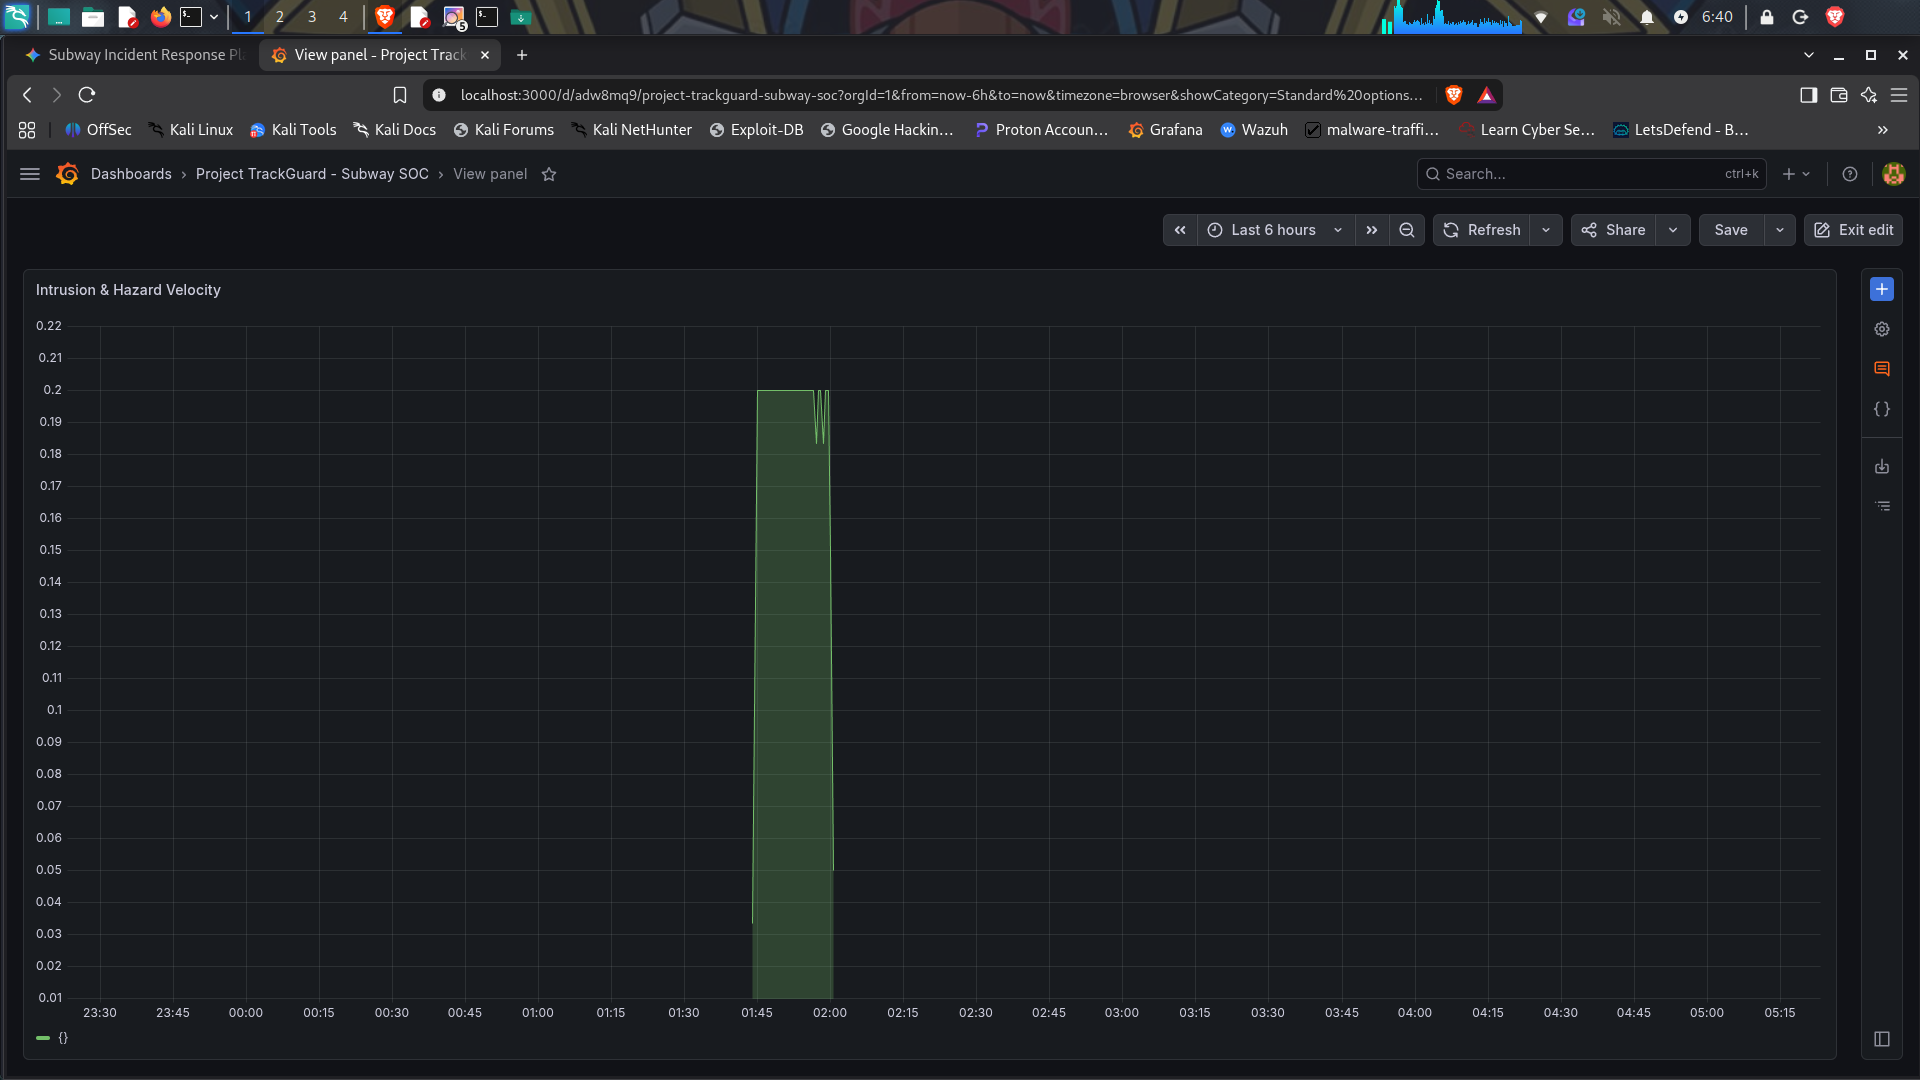 1 2 3 4 5 6:40
Subway Incident Response Pl
View panel - Project Track
localhost:3000/d/adw8mq9/project-trackguard-subway-soc?orgId=1&from=now-6h&to=now&timezone=browser&showCategory=Standard%20options...
OffSec Kali Linux Kali Tools Kali Docs Kali Forums Kali NetHunter Exploit-DB Google Hackin... Proton Accoun... Grafana Wazuh malware-traffi... Learn Cyber Se... LetsDefend - B... »
Dashboards › Project TrackGuard - Subway SOC › View panel Search... ctrl+k
Last 6 hours Refresh Share Save Exit edit
Intrusion & Hazard Velocity
0.22
0.21
0.2
0.19
0.18
0.17
0.16
0.15
0.14
0.13
0.12
0.11
0.1
0.09
0.08
0.07
0.06
0.05
0.04
0.03
0.02
0.01
23:30 23:45 00:00 00:15 00:30 00:45 01:00 01:15 01:30 01:45 02:00 02:15 02:30 02:45 03:00 03:15 03:30 03:45 04:00 04:15 04:30 04:45 05:00 05:15
{}